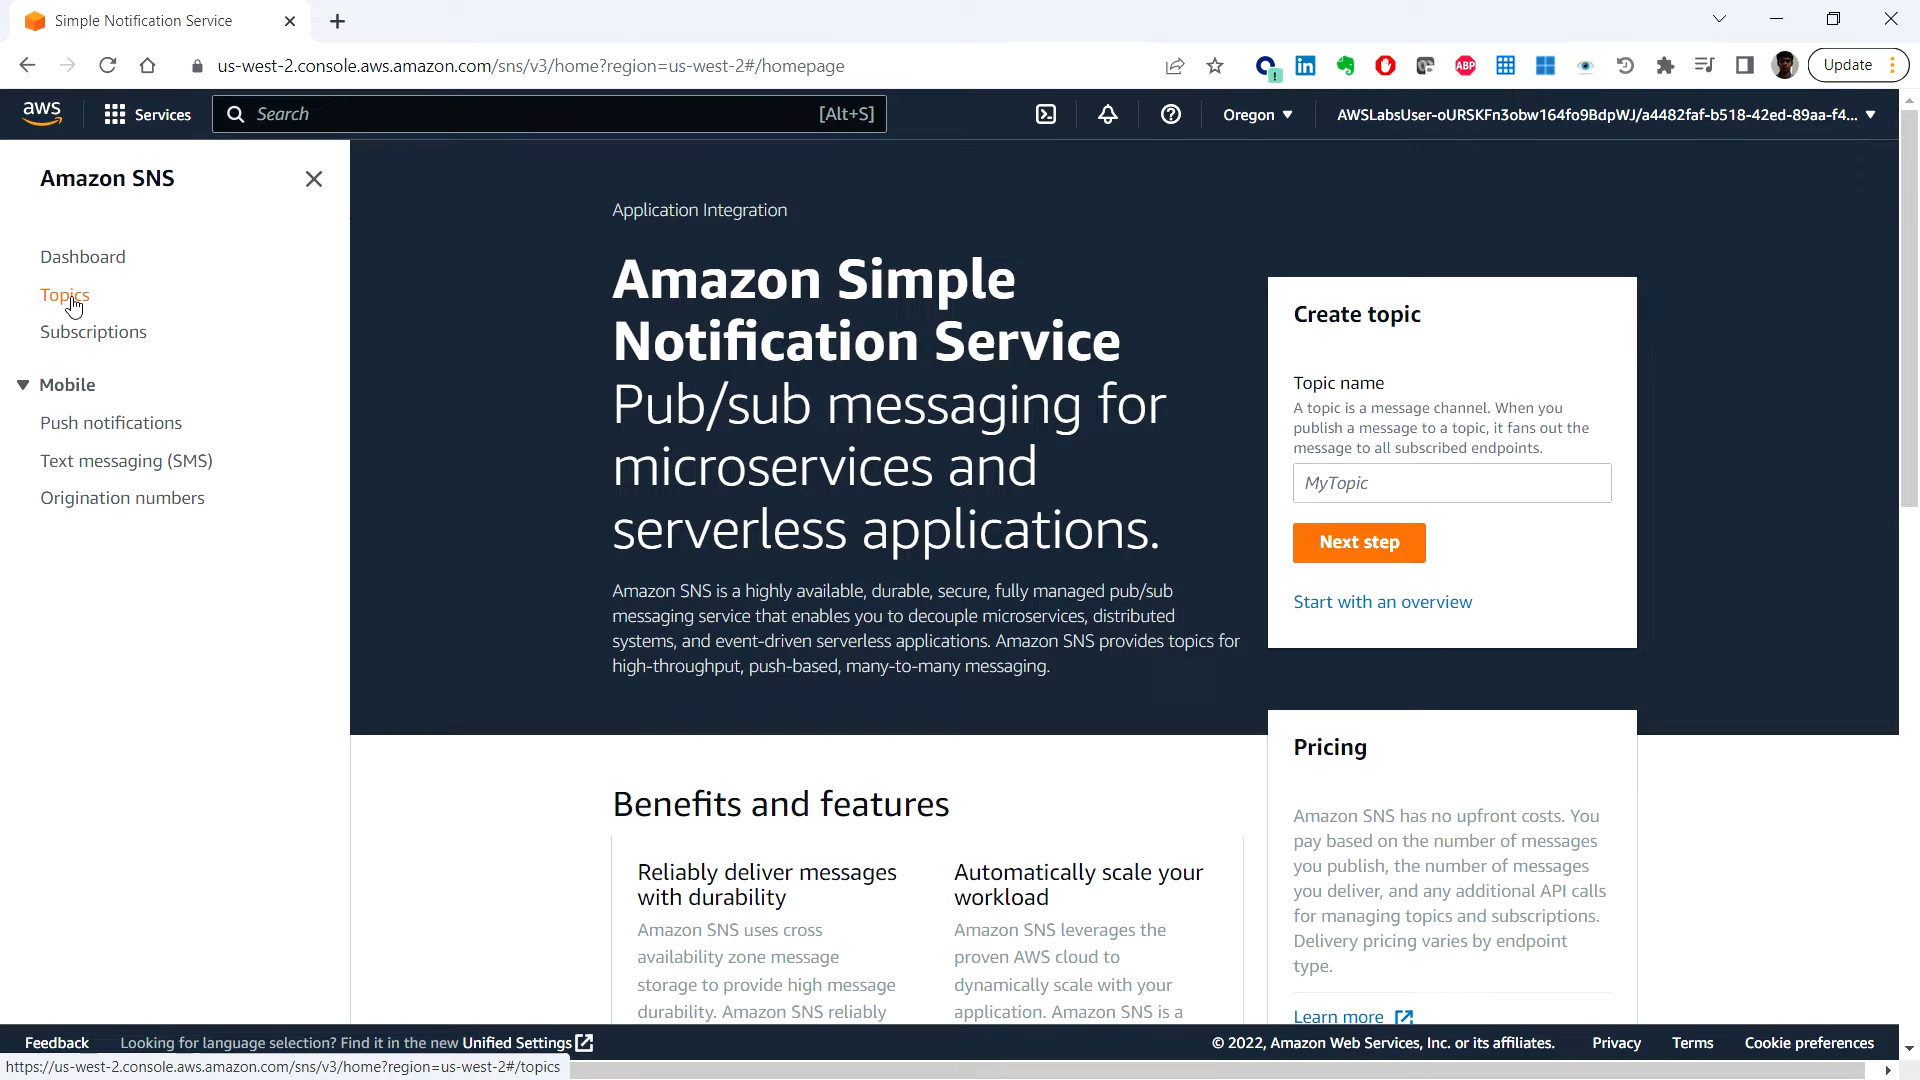 Simple Notification Service
us-west-2.console.aws.amazon.com/sns/v3/home?region=us-west-2#/homepage
ABP
Update
aws
Services
Search
[Alt+S]
Oregon
AWSLabsUser-oURSKFn3obw164fo9BdpWJ/a4482faf-b518-42ed-89aa-f4...
Amazon SNS
Dashboard
Topics
Subscriptions
Mobile
Push notifications
Text messaging (SMS)
Origination numbers
Application Integration
Amazon Simple
Notification Service
Pub/sub messaging for
microservices and
serverless applications.
Amazon SNS is a highly available, durable, secure, fully managed pub/sub
messaging service that enables you to decouple microservices, distributed
systems, and event-driven serverless applications. Amazon SNS provides topics for
high-throughput, push-based, many-to-many messaging.
Create topic
Topic name
A topic is a message channel. When you
publish a message to a topic, it fans out the
message to all subscribed endpoints.
MyTopic
Next step
Start with an overview
Benefits and features
Reliably deliver messages
with durability
Amazon SNS uses cross
availability zone message
storage to provide high message
durability. Amazon SNS reliably
Automatically scale your
workload
Amazon SNS leverages the
proven AWS cloud to
dynamically scale with your
application. Amazon SNS is a
Pricing
Amazon SNS has no upfront costs. You
pay based on the number of messages
you publish, the number of messages
you deliver, and any additional API calls
for managing topics and subscriptions.
Delivery pricing varies by endpoint
type.
Learn more
Feedback
Looking for language selection? Find it in the new Unified Settings
© 2022, Amazon Web Services, Inc. or its affiliates.
Privacy
Terms
Cookie preferences
https://us-west-2.console.aws.amazon.com/sns/v3/home?region=us-west-2#/topics